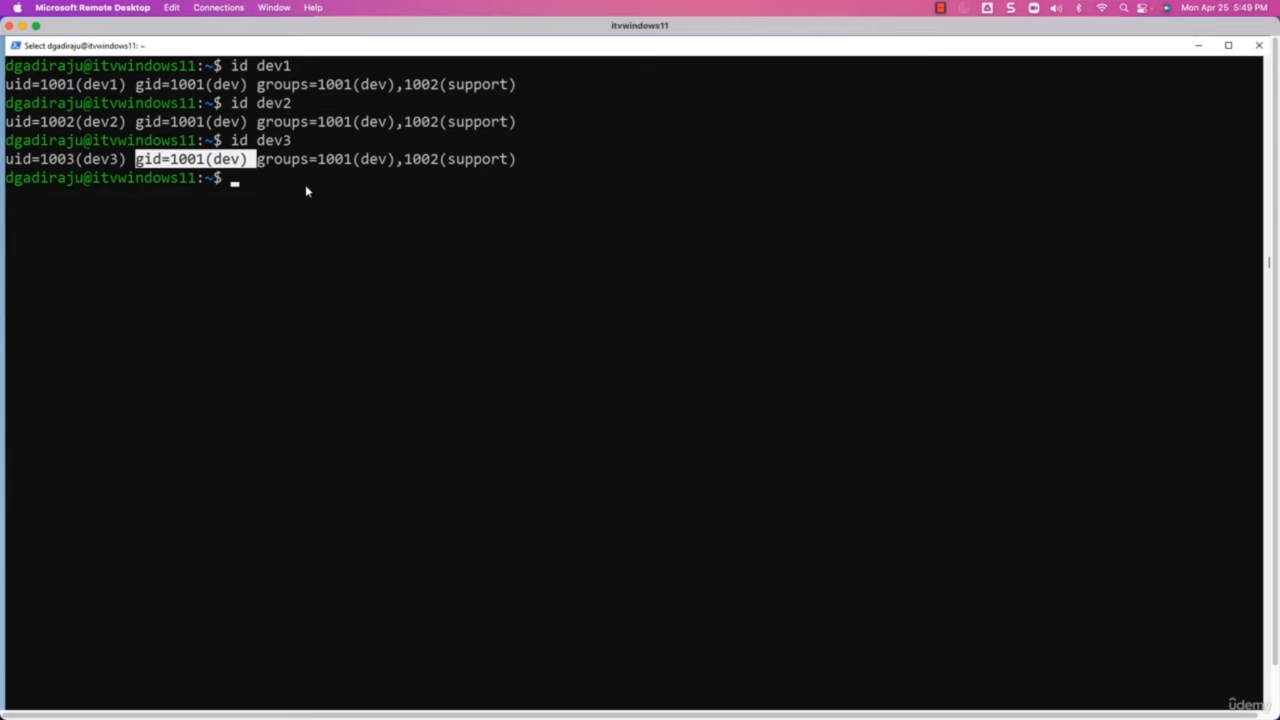 Microsoft Remote Desktop Edit Connections Window Help Mon Apr 25 5:49 PM
itvwindows11
Select dgadiraju@itvwindows11: ~
dgadiraju@itvwindows11:~$ id dev1
uid=1001(dev1) gid=1001(dev) groups=1001(dev),1002(support)
dgadiraju@itvwindows11:~$ id dev2
uid=1002(dev2) gid=1001(dev) groups=1001(dev),1002(support)
dgadiraju@itvwindows11:~$ id dev3
uid=1003(dev3) gid=1001(dev) groups=1001(dev),1002(support)
dgadiraju@itvwindows11:~$
udemy